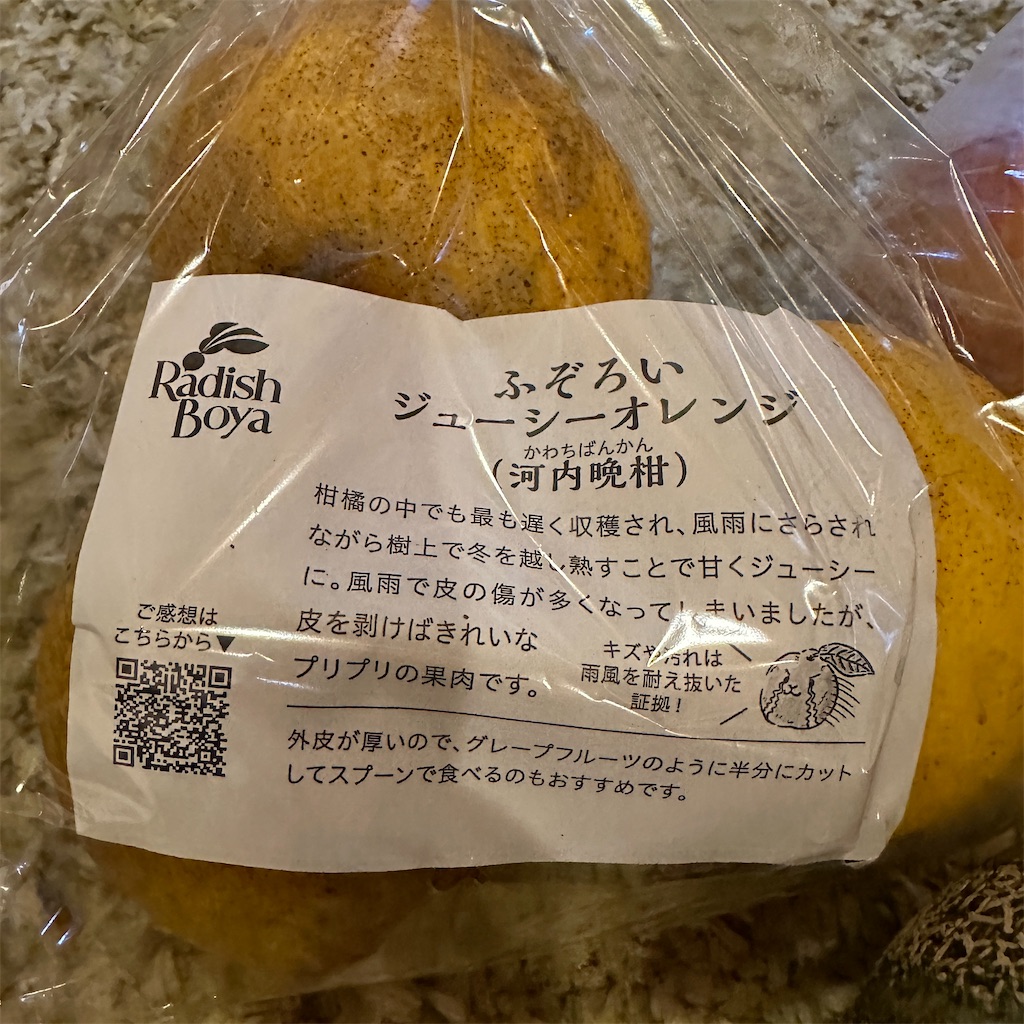 Radish
Boya
ふぞろい
ジューシーオレンジ
かわちばんかん
(河内晩柑)
柑橘の中でも最も遅く収穫され、風雨にさらされ
ながら樹上で冬を越し熟すことで甘くジューシー
に。風雨で皮の傷が多くなってしまいましたが、
皮を剥けばきれいな
プリプリの果肉です。
キズや汚れは
雨風を耐え抜いた
証拠!
ご感想は
こちらから▼
外皮が厚いので、グレープフルーツのように半分にカット
してスプーンで食べるのもおすすめです。